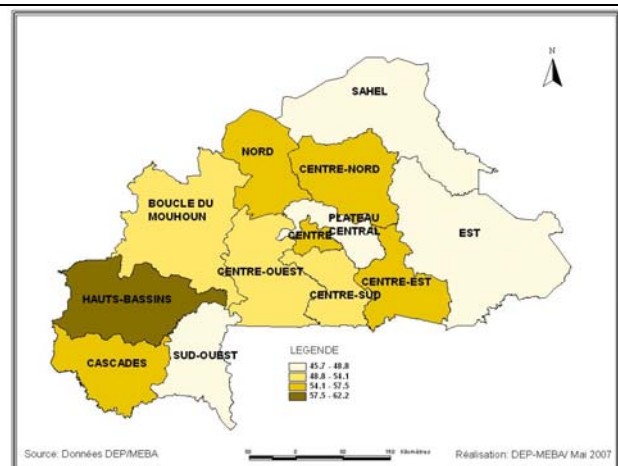 N
SAHEL
NORD
CENTRE-NORD
BOUCLE DU
MOUHOUN
PLATEAU
CENTRAL
CENTRE
EST
CENTRE-OUEST
CENTRE-EST
CENTRE-SUD
HAUTS-BASSINS
CASCADES
SUD-OUEST
LEGENDE
45.7 - 48.8
48.8 - 54.1
54.1 - 57.5
57.5 - 62.2
Kilomètres
Source: Données DEP/MEBA
Réalisation: DEP-MEBA/ Mai 2007